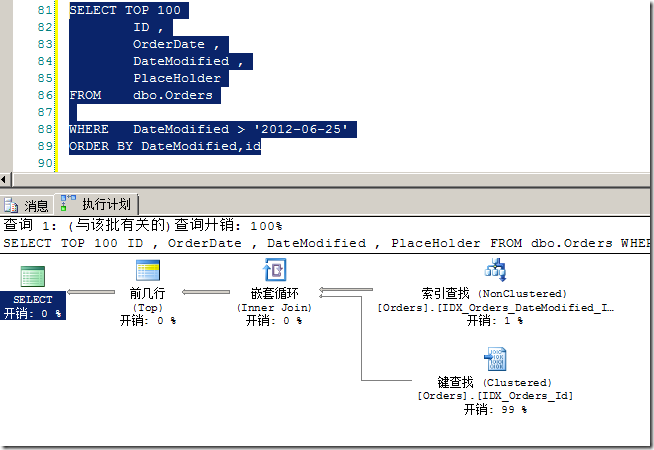 81 SELECT TOP 100
82 ID ,
83 OrderDate ,
84 DateModified ,
85 PlaceHolder
86 FROM dbo.Orders
87
88 WHERE DateModified > '2012-06-25'
89 ORDER BY DateModified,id
90
消息 执行计划
查询 1: (与该批有关的)查询开销: 100%
SELECT TOP 100 ID , OrderDate , DateModified , PlaceHolder FROM dbo.Orders WHER
SELECT
开销: 0 %
前几行
(Top)
开销: 0 %
嵌套循环
(Inner Join)
开销: 0 %
索引查找 (NonClustered)
[Orders].[IDX_Orders_DateModified_I…
开销: 1 %
键查找 (Clustered)
[Orders].[IDX_Orders_Id]
开销: 99 %